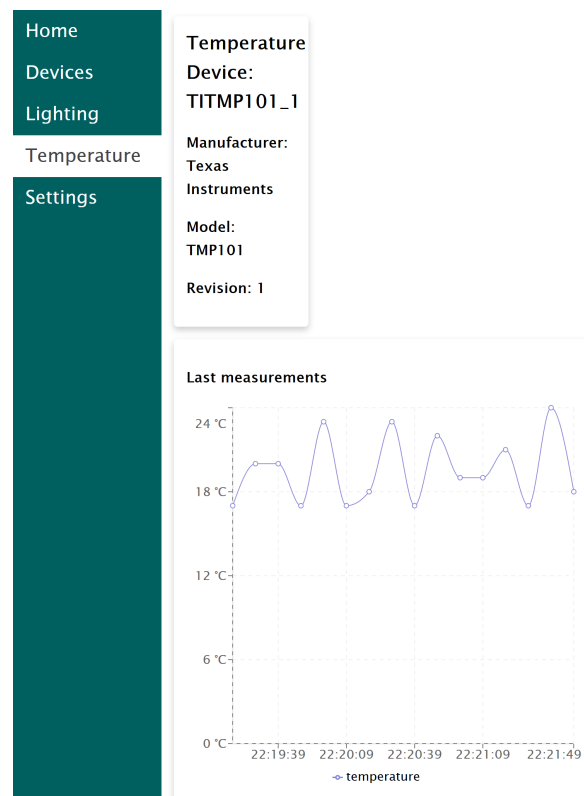 Home
Devices
Lighting
Temperature
Settings
Temperature
Device:
TITMP101_1
Manufacturer:
Texas
Instruments
Model:
TMP101
Revision: 1
Last measurements
24 °C
18 °C
12 °C
6 °C
0 °C
22:19:39 22:20:09 22:20:39 22:21:09 22:21:49
temperature